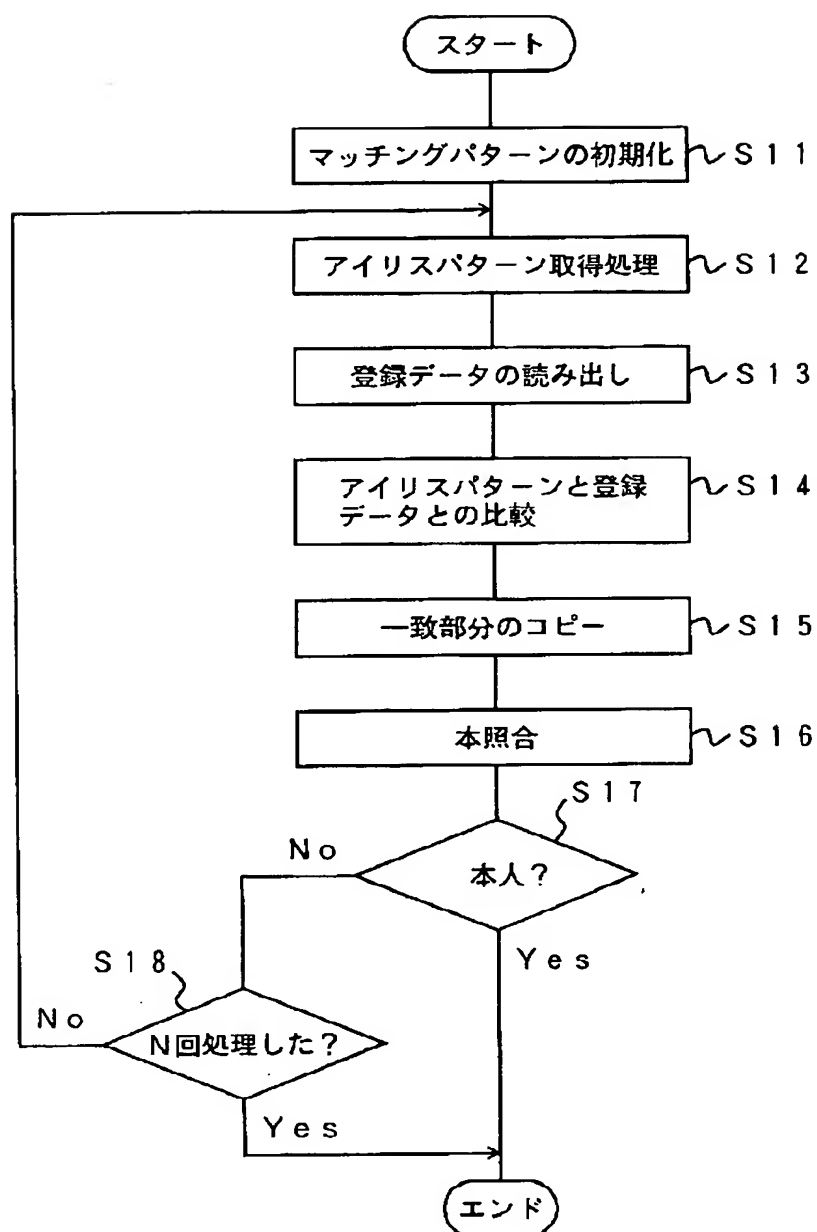 スタート
マッチングパターンの初期化 S11
アイリスパターン取得処理 S12
登録データの読み出し S13
アイリスパターンと登録 S14
データとの比較
一致部分のコピー S15
本照合 S16
S17
No
本人?
Yes
S18
No
N回処理した?
Yes
エンド